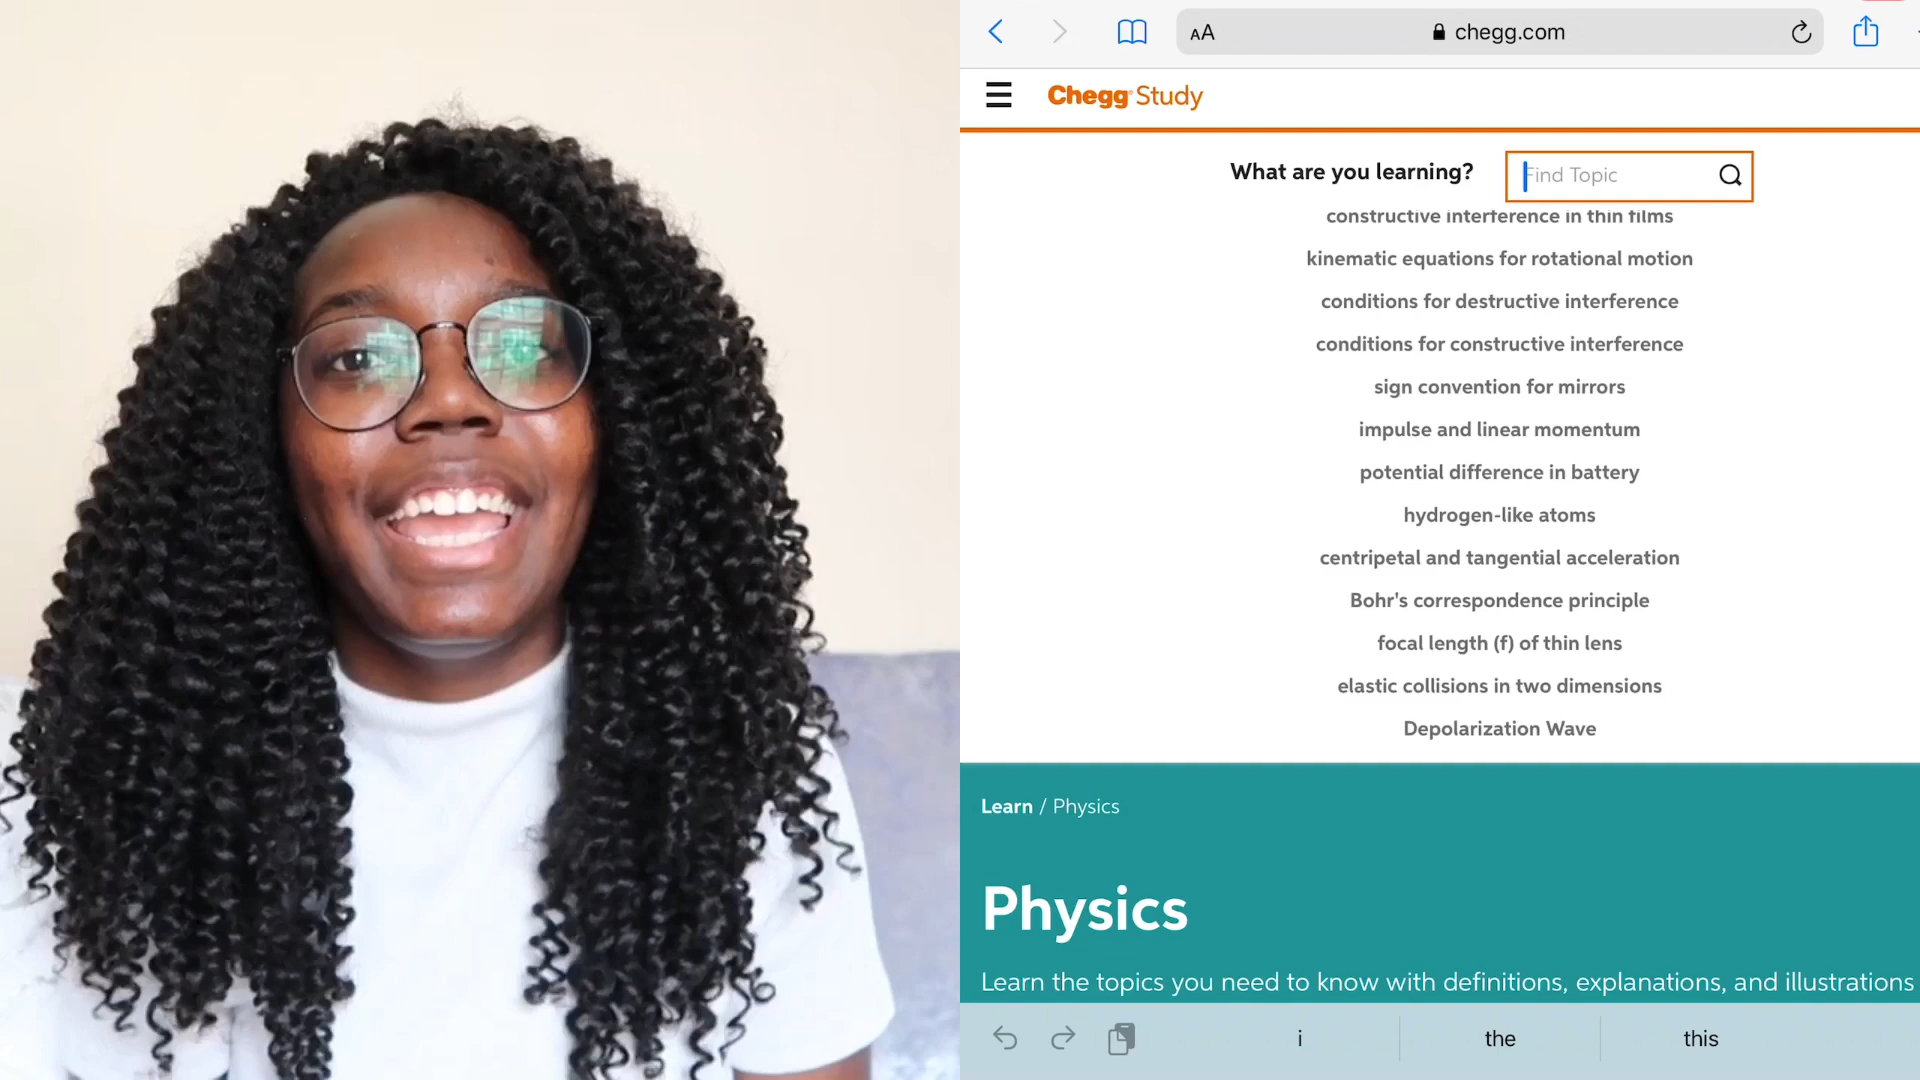 AA chegg.com
Chegg Study
What are you learning? Find Topic
constructive interference in thin films
kinematic equations for rotational motion
conditions for destructive interference
conditions for constructive interference
sign convention for mirrors
impulse and linear momentum
potential difference in battery
hydrogen-like atoms
centripetal and tangential acceleration
Bohr's correspondence principle
focal length (f) of thin lens
elastic collisions in two dimensions
Depolarization Wave
Learn / Physics
Physics
Learn the topics you need to know with definitions, explanations, and illustrations
i the this